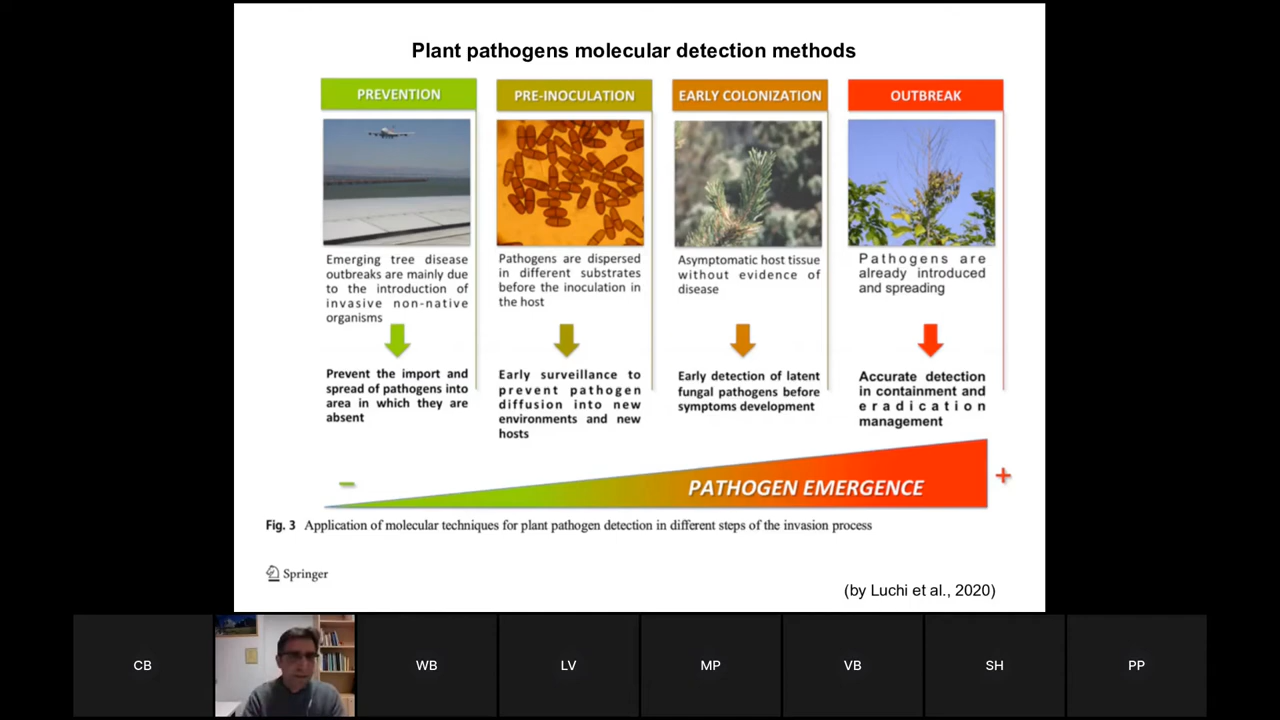 Plant pathogens molecular detection methods
PREVENTION
PRE-INOCULATION
EARLY COLONIZATION
OUTBREAK
Emerging tree disease
outbreaks are mainly due
to the introduction of
invasive non-native
organisms
Pathogens are dispersed
in different substrates
before the inoculation in
the host
Asymptomatic host tissue
without evidence of
disease
Pathogens are
already introduced
and spreading
Prevent the import and
spread of pathogens into
area in which they are
absent
Early surveillance to
prevent pathogen
diffusion into new
environments and new
hosts
Early detection of latent
fungal pathogens before
symptoms development
Accurate detection
in containment and
eradication
management
–
PATHOGEN EMERGENCE
+
Fig. 3 Application of molecular techniques for plant pathogen detection in different steps of the invasion process
Springer
(by Luchi et al., 2020)
CB
WB
LV
MP
VB
SH
PP